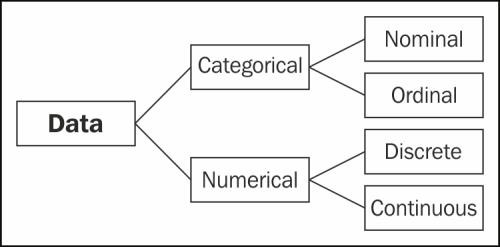 Data
Categorical
Nominal
Ordinal
Numerical
Discrete
Continuous